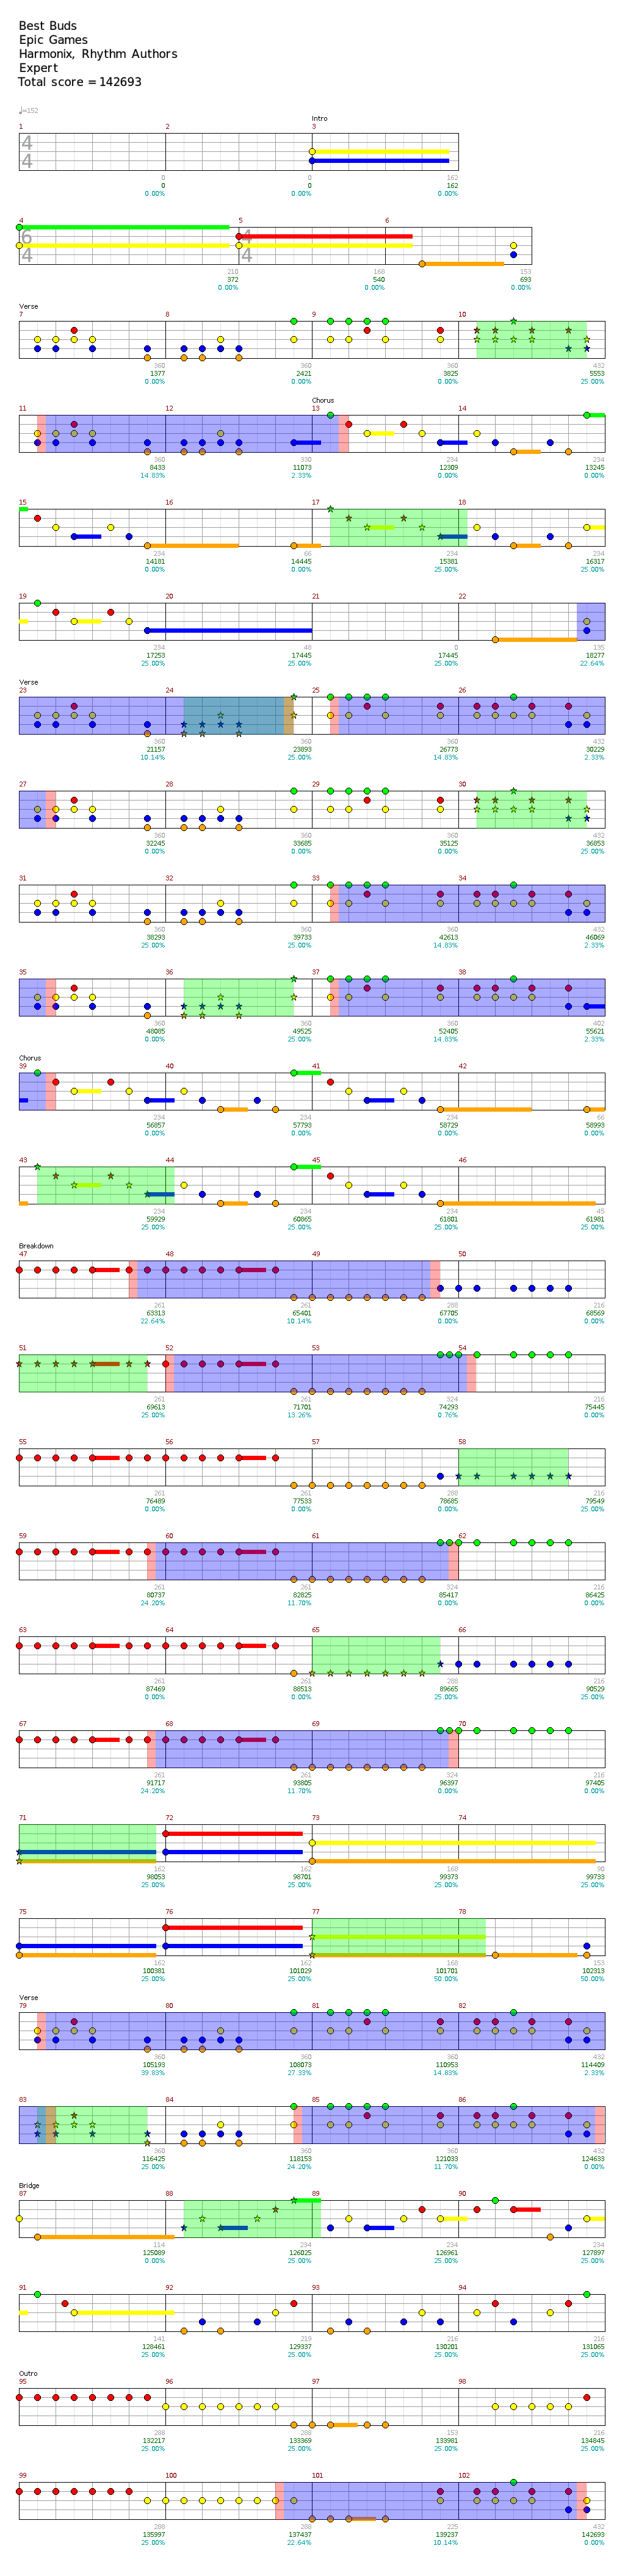 Best Buds
Epic Games
Harmonix, Rhythm Authors
Expert
Total score = 142693
♩=152
Intro
1 2 3
4
4
0 0 162
0 0 162
0.00% 0.00% 0.00%
4 5 6
6 4
4 4
210 168 153
372 540 693
0.00% 0.00% 0.00%
Verse
7 8 9 10
360 360 360 432
1377 2421 3825 5553
0.00% 0.00% 0.00% 25.00%
Chorus
11 12 13 14
360 330 234 234
8433 11073 12309 13245
14.83% 2.33% 0.00% 0.00%
15 16 17 18
234 66 234 234
14181 14445 15381 16317
0.00% 0.00% 25.00% 25.00%
19 20 21 22
234 48 0 135
17253 17445 17445 18277
25.00% 25.00% 25.00% 22.64%
Verse
23 24 25 26
360 360 360 432
21157 23893 26773 30229
10.14% 25.00% 14.83% 2.33%
27 28 29 30
360 360 360 432
32245 33685 35125 36853
0.00% 0.00% 0.00% 25.00%
31 32 33 34
360 360 360 432
38293 39733 42613 46069
25.00% 25.00% 14.83% 2.33%
35 36 37 38
360 360 360 402
48085 49525 52405 55621
0.00% 25.00% 14.83% 2.33%
Chorus
39 40 41 42
234 234 234 66
56857 57793 58729 58993
0.00% 0.00% 0.00% 0.00%
43 44 45 46
234 234 234 45
59929 60865 61801 61981
25.00% 25.00% 25.00% 25.00%
Breakdown
47 48 49 50
261 261 288 216
63313 65401 67705 68569
22.64% 10.14% 0.00% 0.00%
51 52 53 54
261 261 324 216
69613 71701 74293 75445
25.00% 13.26% 0.76% 0.00%
55 56 57 58
261 261 288 216
76489 77533 78685 79549
0.00% 0.00% 0.00% 25.00%
59 60 61 62
261 261 324 216
80737 82825 85417 86425
24.20% 11.70% 0.00% 0.00%
63 64 65 66
261 261 288 216
87469 88513 89665 90529
0.00% 0.00% 25.00% 25.00%
67 68 69 70
261 261 324 216
91717 93805 96397 97405
24.20% 11.70% 0.00% 0.00%
71 72 73 74
162 162 168 90
98053 98701 99373 99733
25.00% 25.00% 25.00% 25.00%
75 76 77 78
162 162 168 153
100381 101029 101701 102313
25.00% 25.00% 50.00% 50.00%
Verse
79 80 81 82
360 360 360 432
105193 108073 110953 114409
39.83% 27.33% 14.83% 2.33%
83 84 85 86
360 360 360 432
116425 118153 121033 124633
25.00% 24.20% 11.70% 0.00%
Bridge
87 88 89 90
114 234 234 234
125089 126025 126961 127897
0.00% 25.00% 25.00% 25.00%
91 92 93 94
141 219 216 216
128461 129337 130201 131065
25.00% 25.00% 25.00% 25.00%
Outro
95 96 97 98
288 288 153 216
132217 133369 133981 134845
25.00% 25.00% 25.00% 25.00%
99 100 101 102
288 288 225 432
135997 137437 139237 142693
25.00% 22.64% 10.14% 0.00%